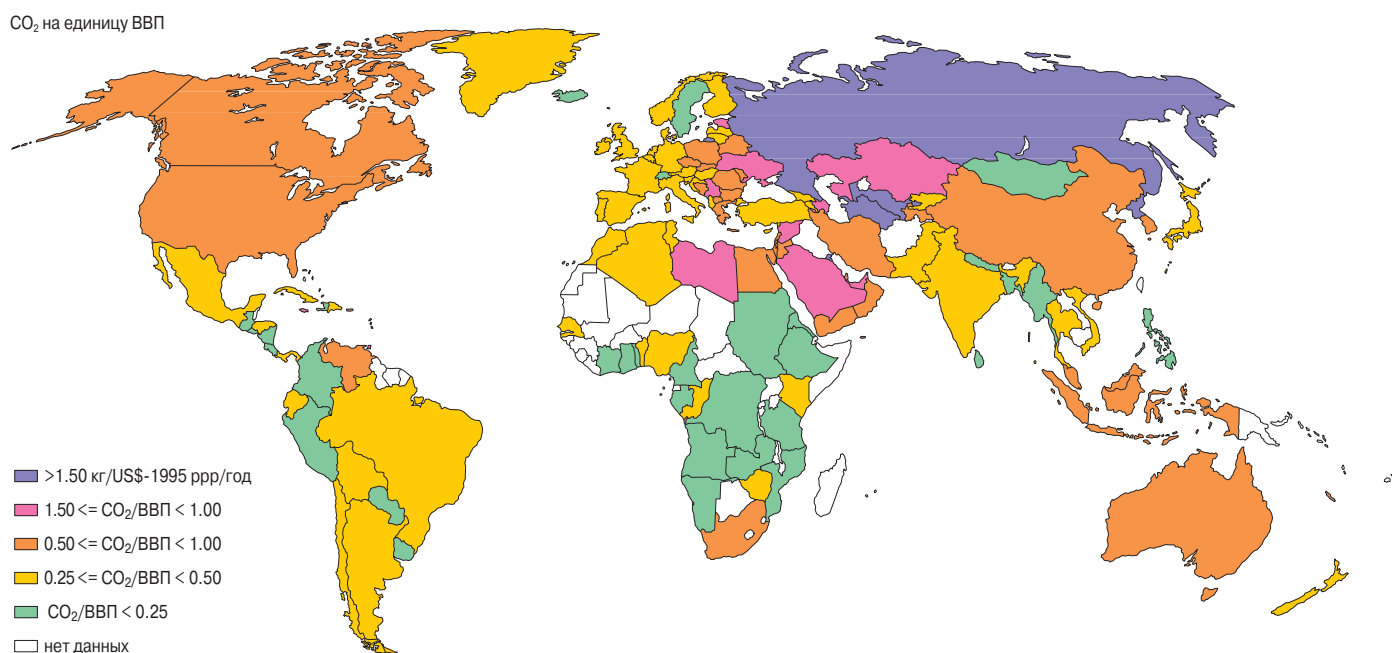 CO₂ на единицу ВВП
>1.50 кг/US$-1995 ppp/год
1.50 <= CO₂/ВВП < 1.00
0.50 <= CO₂/ВВП < 1.00
0.25 <= CO₂/ВВП < 0.50
CO₂/ВВП < 0.25
нет данных